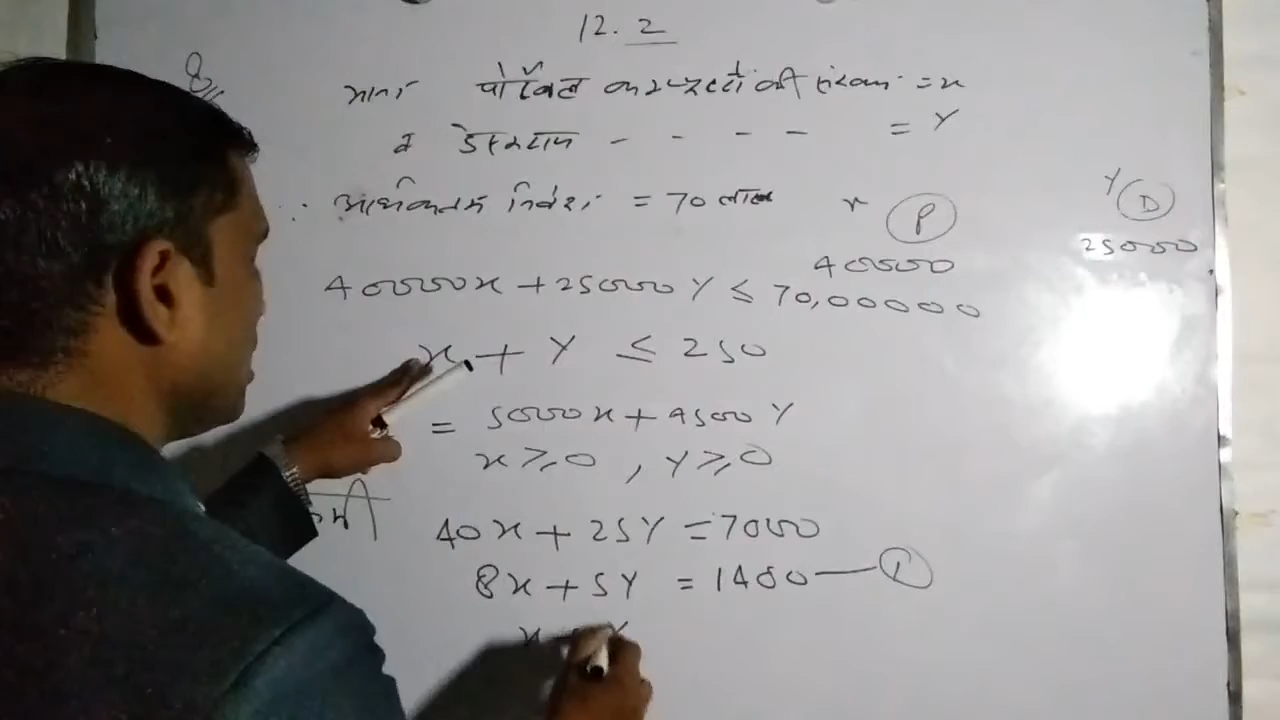 12. 2
8
माना पोर्टेबल कम्प्यूटरों की संख्या = x
व डेस्कटाप - - - - = Y
∴ अधिकतम निवेश = 70 लाख
x (P) Y (D)
40000 25000
40000x + 25000 Y ≤ 70,00000
x + Y ≤ 250
= 5000x + 4500 Y
x ≥ 0 , Y ≥ 0
40x + 25Y = 7000
8x + 5Y = 1400 — (1)
x + Y